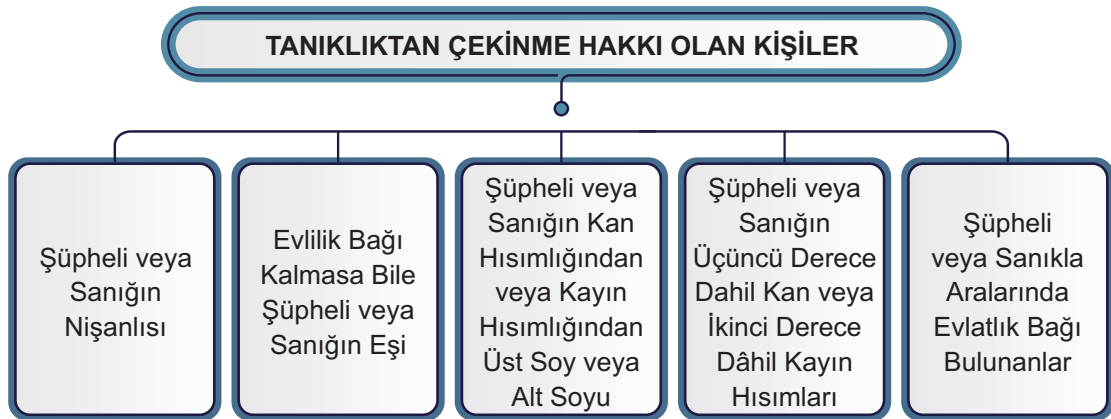 TANIKLIKTAN ÇEKİNME HAKKI OLAN KİŞİLER
Şüpheli veya
Sanığın
Nişanlısı
Evlilik Bağı
Kalmasa Bile
Şüpheli veya
Sanığın Eşi
Şüpheli veya
Sanığın Kan
Hısımlığından
veya Kayın
Hısımlığından
Üst Soy veya
Alt Soyu
Şüpheli veya
Sanığın
Üçüncü Derece
Dahil Kan veya
İkinci Derece
Dâhil Kayın
Hısımları
Şüpheli
veya Sanıkla
Aralarında
Evlatlık Bağı
Bulunanlar